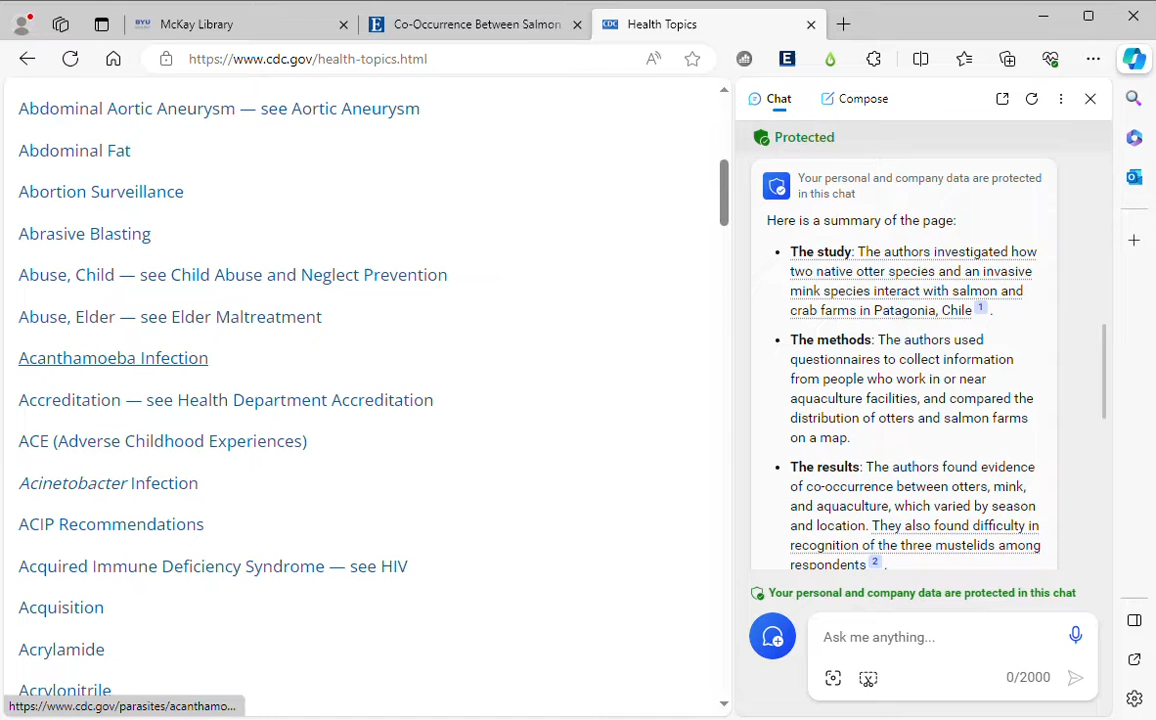 BYU McKay Library
E Co-Occurrence Between Salmon
CDC Health Topics
https://www.cdc.gov/health-topics.html
Abdominal Aortic Aneurysm — see Aortic Aneurysm
Abdominal Fat
Abortion Surveillance
Abrasive Blasting
Abuse, Child — see Child Abuse and Neglect Prevention
Abuse, Elder — see Elder Maltreatment
Acanthamoeba Infection
Accreditation — see Health Department Accreditation
ACE (Adverse Childhood Experiences)
Acinetobacter Infection
ACIP Recommendations
Acquired Immune Deficiency Syndrome — see HIV
Acquisition
Acrylamide
Acrylonitrile
https://www.cdc.gov/parasites/acanthamo...
Chat
Compose
Protected
Your personal and company data are protected
in this chat
Here is a summary of the page:
• The study: The authors investigated how
two native otter species and an invasive
mink species interact with salmon and
crab farms in Patagonia, Chile 1 .
• The methods: The authors used
questionnaires to collect information
from people who work in or near
aquaculture facilities, and compared the
distribution of otters and salmon farms
on a map.
• The results: The authors found evidence
of co-occurrence between otters, mink,
and aquaculture, which varied by season
and location. They also found difficulty in
recognition of the three mustelids among
respondents 2 .
Your personal and company data are protected in this chat
Ask me anything...
0/2000